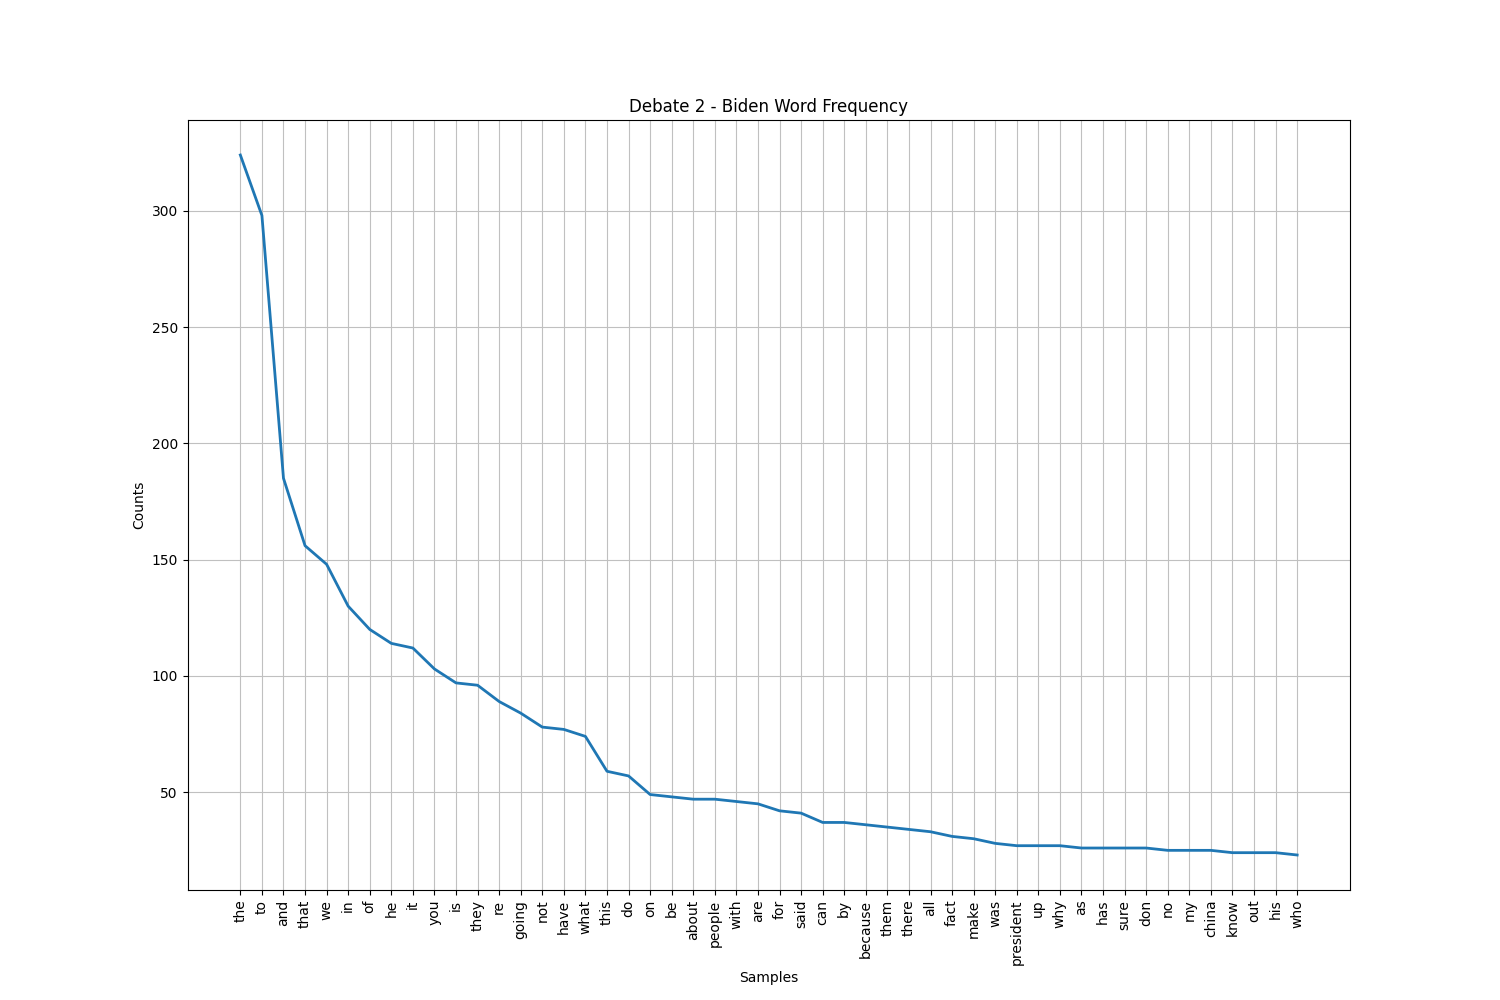 Debate 2 - Biden Word Frequency
Counts
300
250
200
150
100
50
the
to
and
that
we
in
of
he
it
you
is
they
re
going
not
have
what
this
do
on
be
about
people
with
are
for
said
can
by
because
them
there
all
fact
make
was
president
up
why
as
has
sure
don
no
my
china
know
out
his
who
Samples